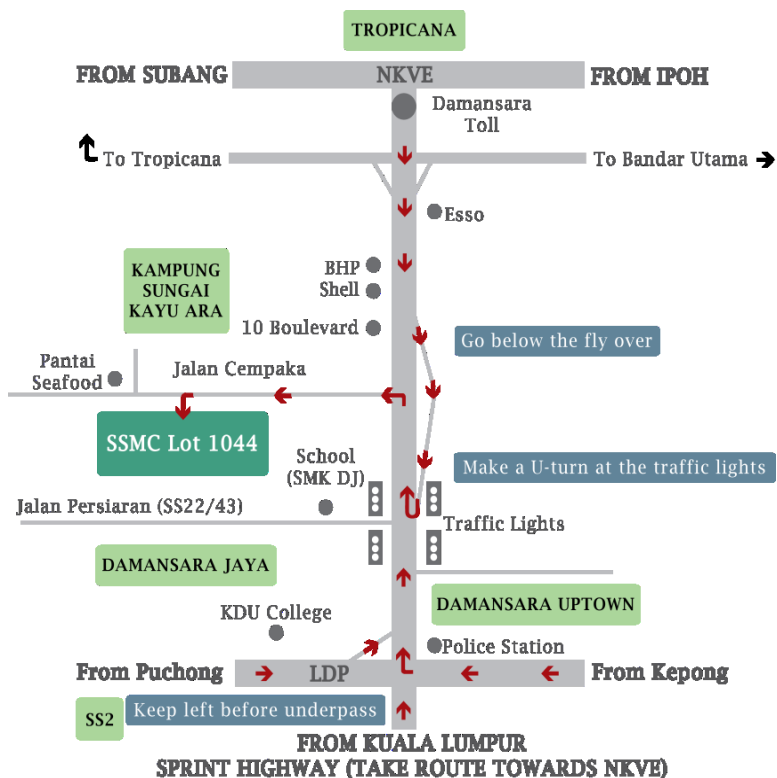 TROPICANA
FROM SUBANG
NKVE
FROM IPOH
Damansara
Toll
To Tropicana
To Bandar Utama
Esso
KAMPUNG
SUNGAI
KAYU ARA
BHP
Shell
10 Boulevard
Go below the fly over
Pantai
Seafood
Jalan Cempaka
SSMC Lot 1044
School
(SMK DJ)
Make a U-turn at the traffic lights
Jalan Persiaran (SS22/43)
Traffic Lights
DAMANSARA JAYA
DAMANSARA UPTOWN
KDU College
Police Station
From Puchong
LDP
From Kepong
SS2
Keep left before underpass
FROM KUALA LUMPUR
SPRINT HIGHWAY (TAKE ROUTE TOWARDS NKVE)